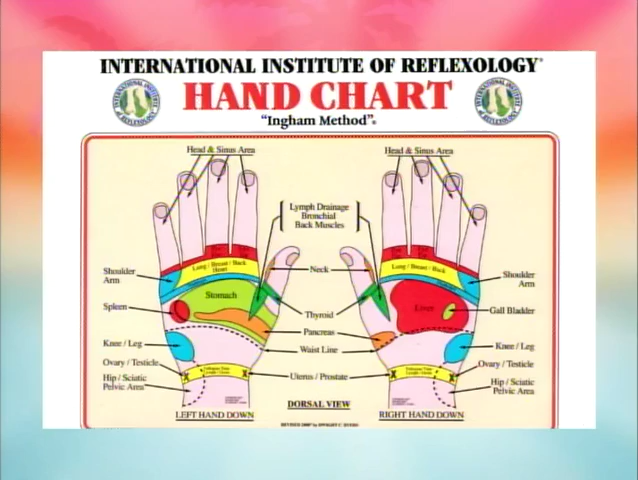 INTERNATIONAL INSTITUTE OF REFLEXOLOGY
HAND CHART
"Ingham Method"®
Head & Sinus Area
Head & Sinus Area
Lymph Drainage
Bronchial
Back Muscles
Lung / Breast / Back
Heart
Lung / Breast / Back
Neck
Shoulder
Arm
Shoulder
Arm
Stomach
Liver
Spleen
Gall Bladder
Thyroid
Pancreas
Knee / Leg
Waist Line
Knee / Leg
Ovary / Testicle
Ovary / Testicle
Uterus / Prostate
Hip / Sciatic
Pelvic Area
Hip / Sciatic
Pelvic Area
DORSAL VIEW
LEFT HAND DOWN
RIGHT HAND DOWN